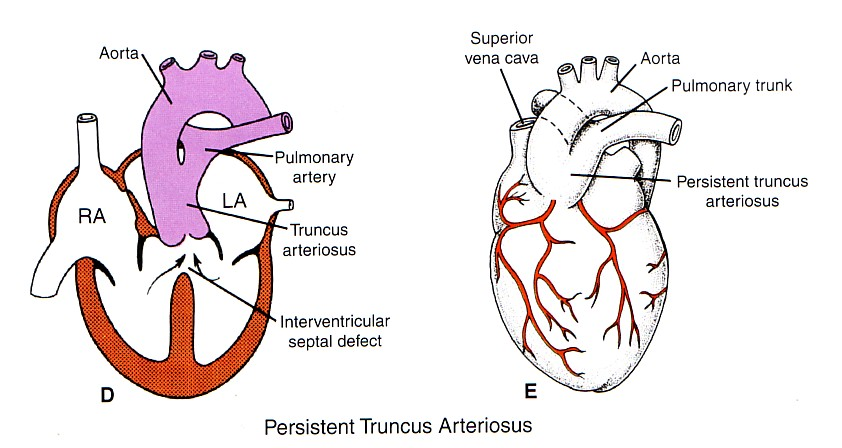 Aorta
Pulmonary
artery
RA
LA
Truncus
arteriosus
Interventricular
septal defect
D
Superior
vena cava
Aorta
Pulmonary trunk
Persistent truncus
arteriosus
E
Persistent Truncus Arteriosus